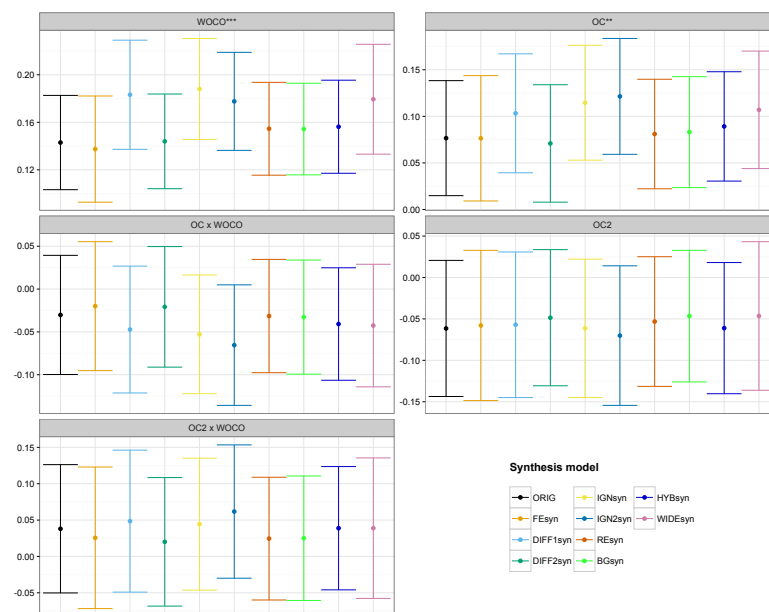 WOCO***
0.20
0.16
0.12
OC**
0.15
0.10
0.05
0.00
OC x WOCO
0.05
0.00
-0.05
-0.10
OC2
0.05
0.00
-0.05
-0.10
-0.15
OC2 x WOCO
0.15
0.10
0.05
0.00
-0.05
Synthesis model
ORIG IGNsyn HYBsyn
FEsyn IGN2syn WIDEsyn
DIFF1syn REsyn
DIFF2syn BGsyn